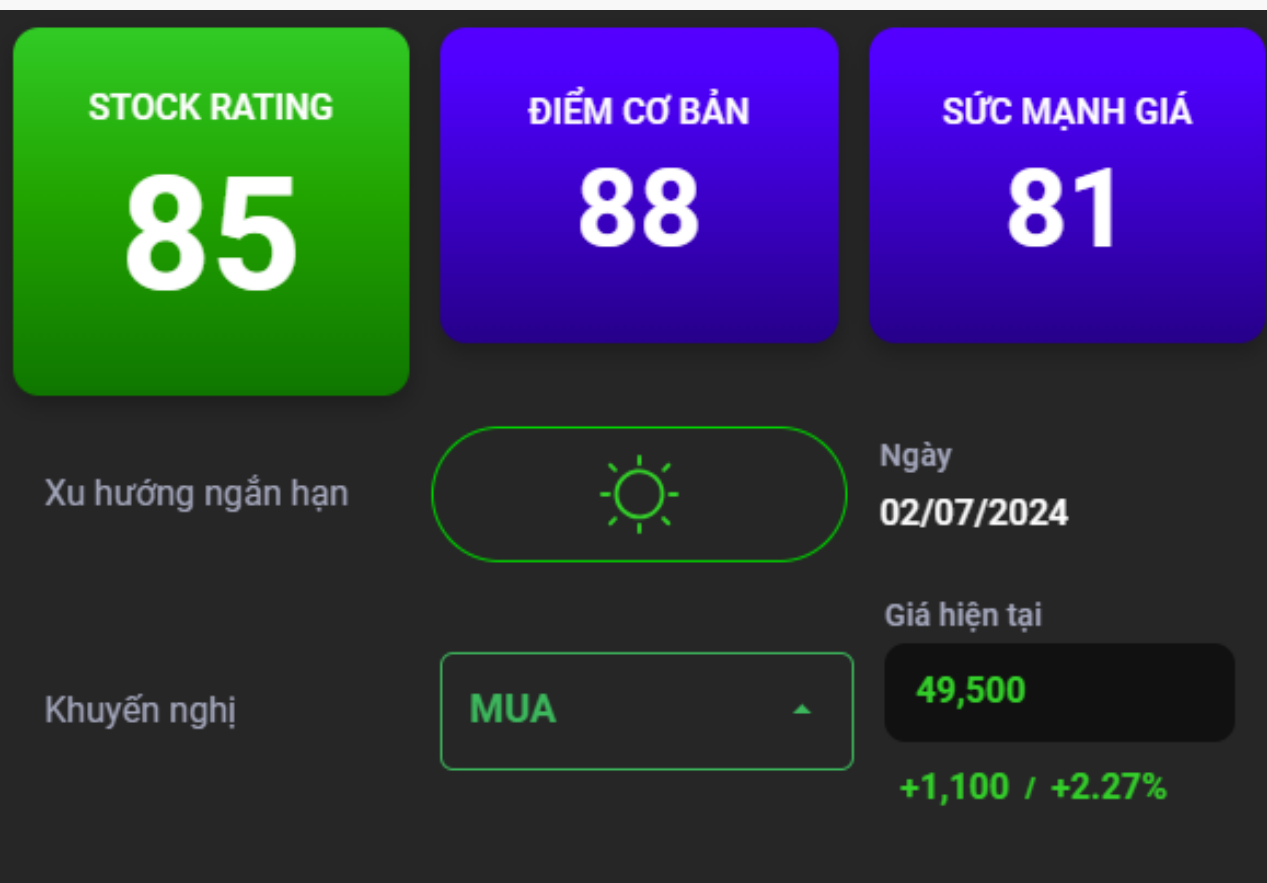 STOCK RATING
85
ĐIỂM CƠ BẢN
88
SỨC MẠNH GIÁ
81
Xu hướng ngắn hạn
Ngày
02/07/2024
Khuyến nghị
MUA
Giá hiện tại
49,500
+1,100 / +2.27%